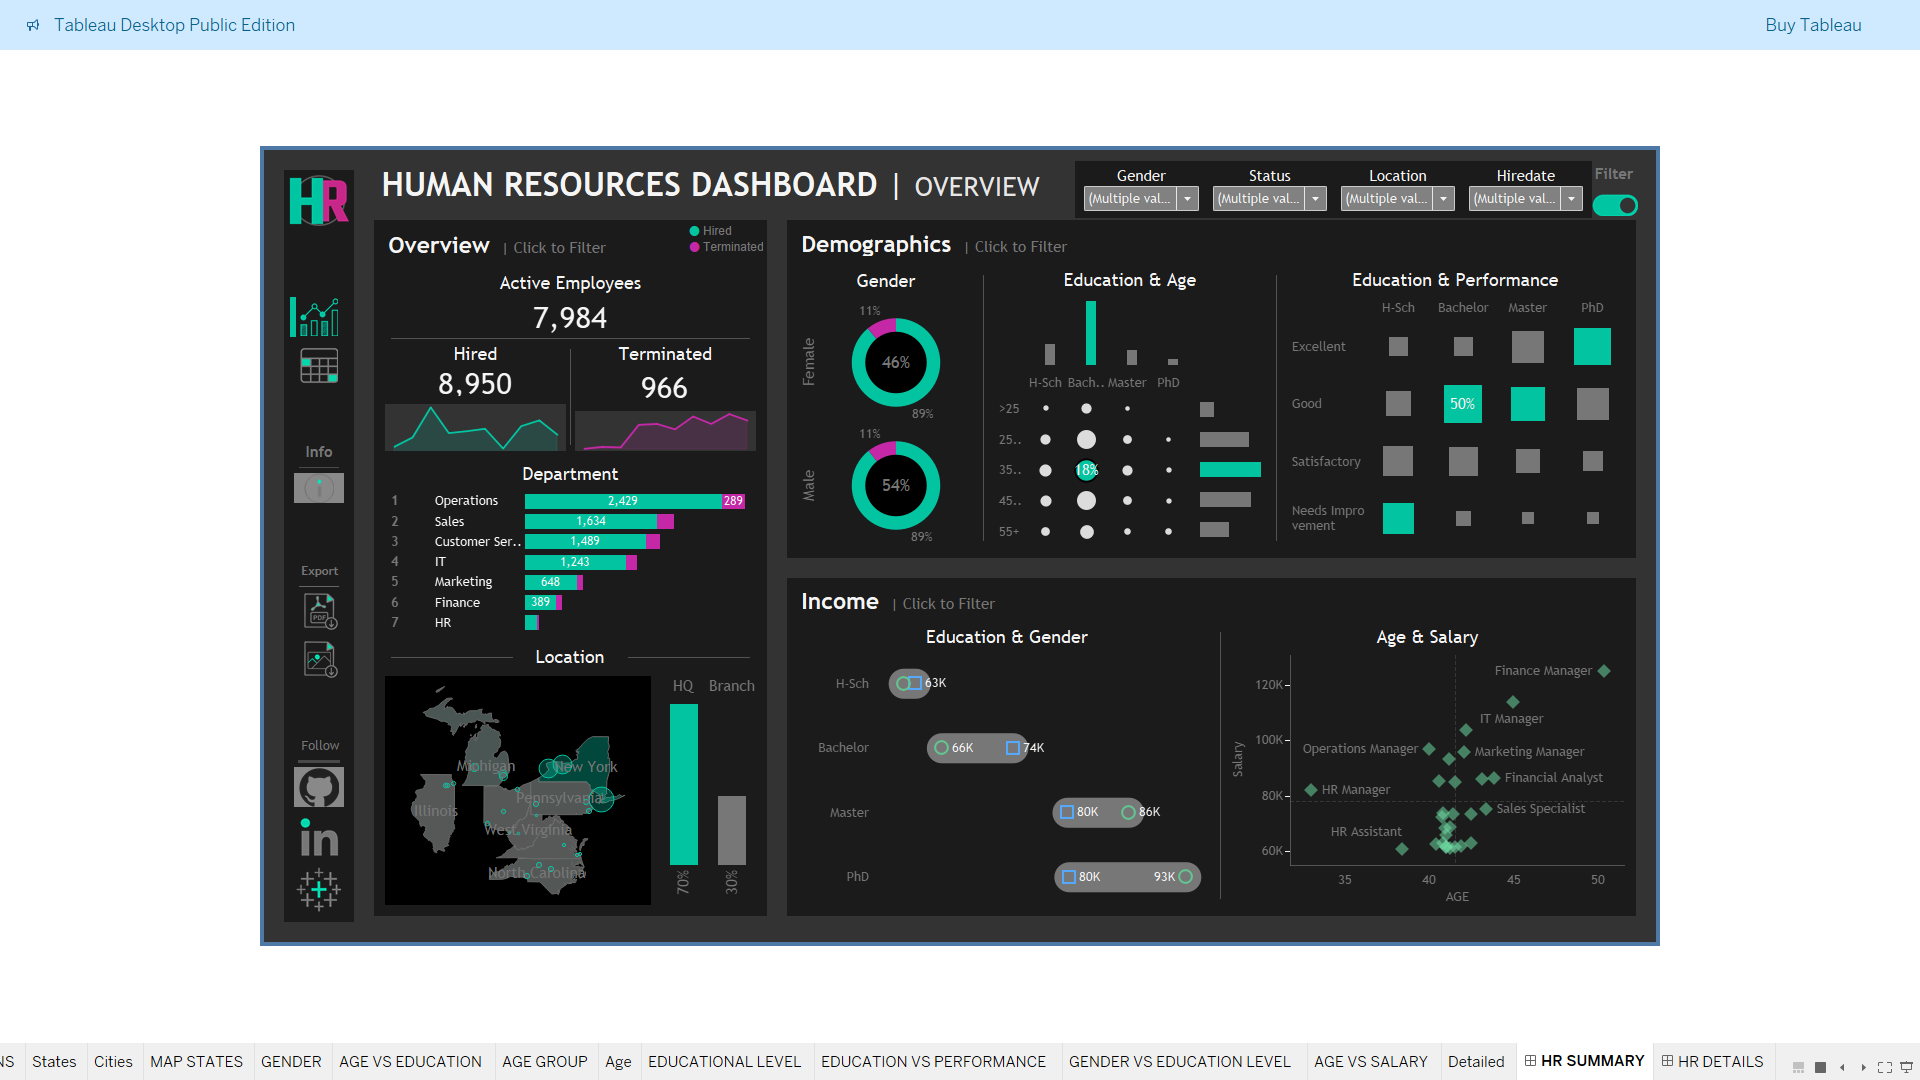 Tableau Desktop Public Edition
Buy Tableau
HR
HUMAN RESOURCES DASHBOARD | OVERVIEW
Gender
Status
Location
Hiredate
Filter
(Multiple val...
(Multiple val...
(Multiple val...
(Multiple val...
Overview | Click to Filter
Hired
Terminated
Active Employees
7,984
Hired
8,950
Terminated
966
Department
1 Operations 2,429 289
2 Sales 1,634
3 Customer Ser.. 1,489
4 IT 1,243
5 Marketing 648
6 Finance 389
7 HR
Location
HQ Branch
70% 30%
Michigan
New York
Pennsylvania
Illinois
West Virginia
North Carolina
Info
Export
PDF
Follow
in
Demographics | Click to Filter
Gender
Female
11%
46%
89%
Male
11%
54%
89%
Education & Age
H-Sch Bach.. Master PhD
>25
25..
35.. 18%
45..
55+
Education & Performance
H-Sch Bachelor Master PhD
Excellent
Good 50%
Satisfactory
Needs Impro
vement
Income | Click to Filter
Education & Gender
H-Sch 63K
Bachelor 66K 74K
Master 80K 86K
PhD 80K 93K
Age & Salary
Salary
120K
100K
80K
60K
Finance Manager
IT Manager
Operations Manager
Marketing Manager
Financial Analyst
HR Manager
Sales Specialist
HR Assistant
35 40 45 50
AGE
NS
States
Cities
MAP STATES
GENDER
AGE VS EDUCATION
AGE GROUP
Age
EDUCATIONAL LEVEL
EDUCATION VS PERFORMANCE
GENDER VS EDUCATION LEVEL
AGE VS SALARY
Detailed
HR SUMMARY
HR DETAILS